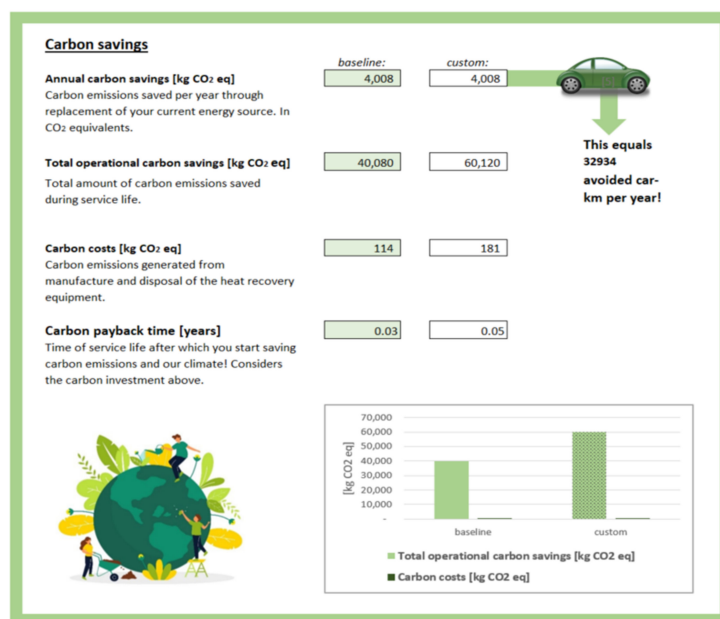 Carbon savings
baseline:
custom:
Annual carbon savings [kg CO2 eq]
4,008
4,008
Carbon emissions saved per year through
replacement of your current energy source. In
CO2 equivalents.
This equals
32934
avoided car-
km per year!
Total operational carbon savings [kg CO2 eq]
40,080
60,120
Total amount of carbon emissions saved
during service life.
Carbon costs [kg CO2 eq]
114
181
Carbon emissions generated from
manufacture and disposal of the heat recovery
equipment.
Carbon payback time [years]
0.03
0.05
Time of service life after which you start saving
carbon emissions and our climate! Considers
the carbon investment above.
70,000
60,000
50,000
40,000
30,000
20,000
10,000
-
[kg CO2 eq]
baseline
custom
Total operational carbon savings [kg CO2 eq]
Carbon costs [kg CO2 eq]